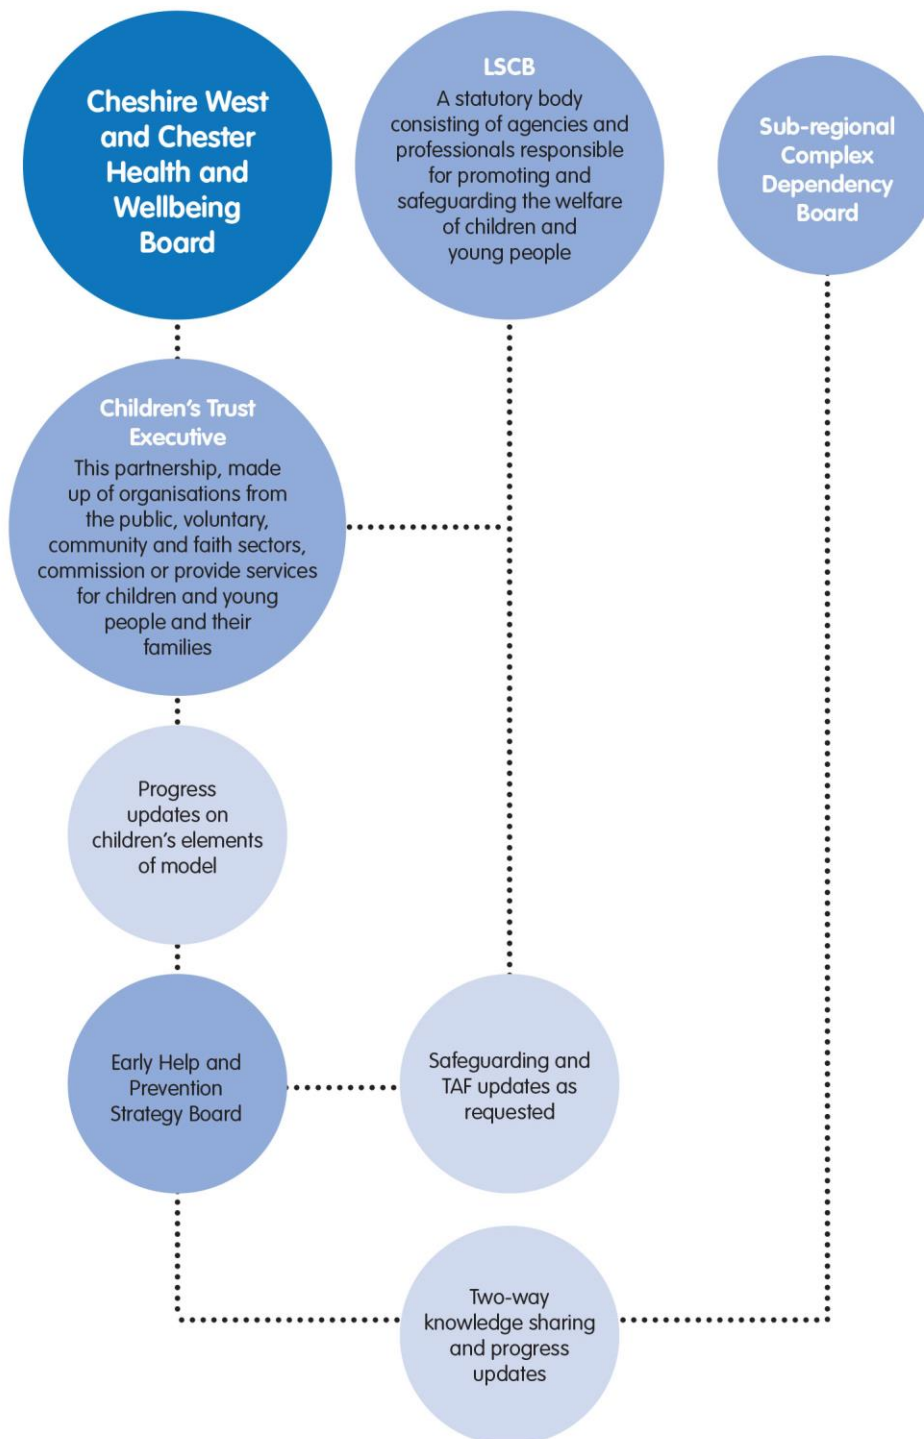 Cheshire West
and Chester
Health and
Wellbeing
Board
LSCB
A statutory body
consisting of agencies and
professionals responsible
for promoting and
safeguarding the welfare
of children and
young people
Sub-regional
Complex
Dependency
Board
Children’s Trust
Executive
This partnership, made
up of organisations from
the public, voluntary,
community and faith sectors,
commission or provide services
for children and young
people and their
families
Progress
updates on
children’s elements
of model
Early Help and
Prevention
Strategy Board
Safeguarding and
TAF updates as
requested
Two-way
knowledge sharing
and progress
updates